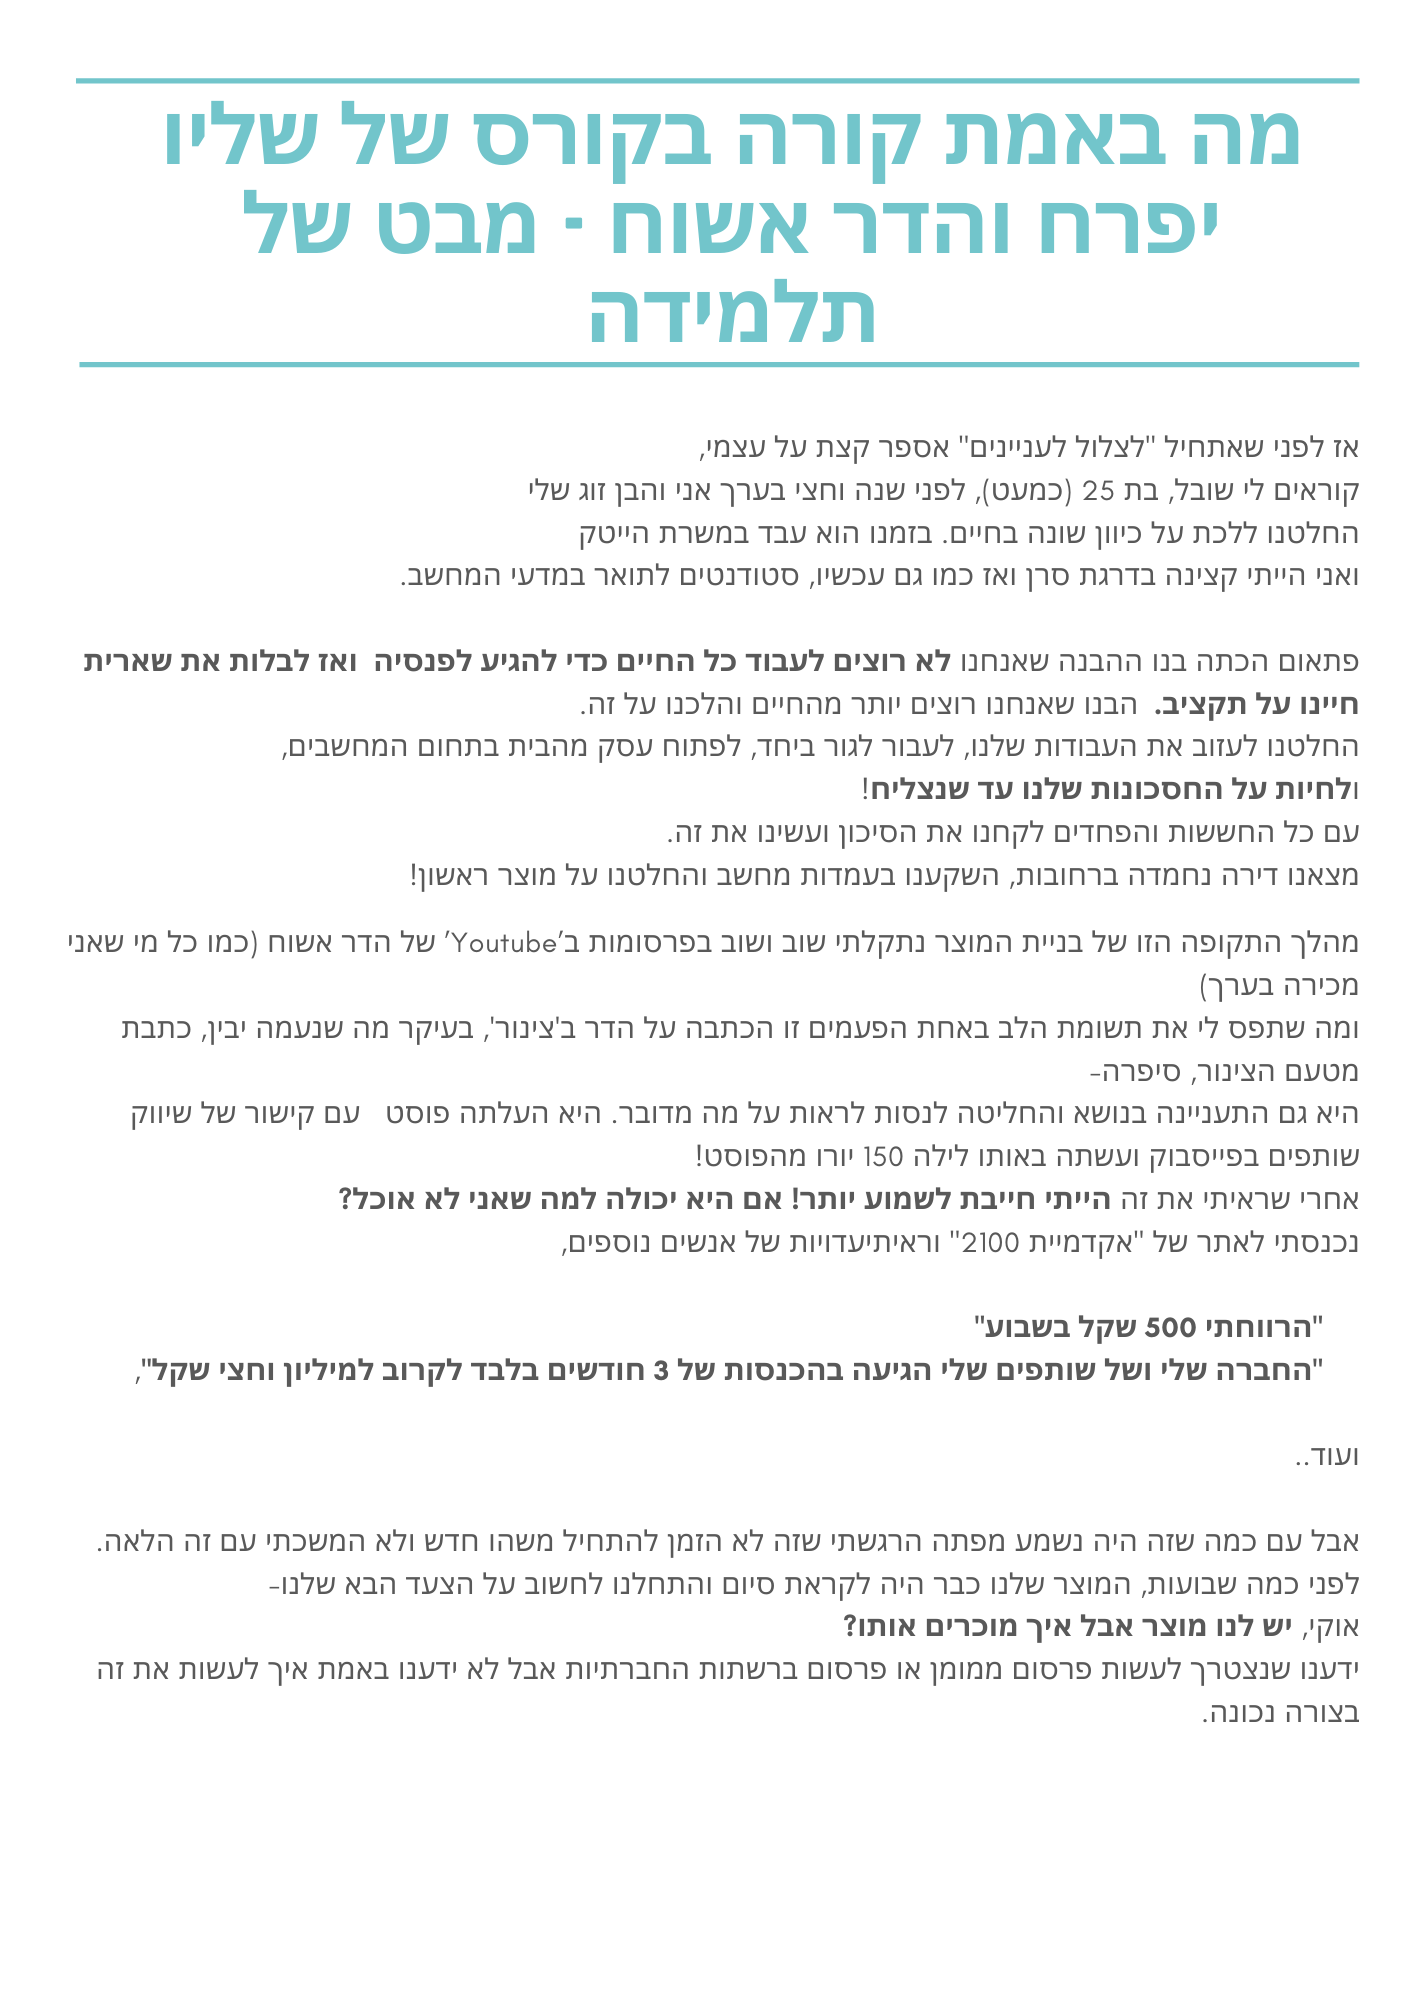 מה באמת קורה בקורס של שליו
יפרח והדר אשוח - מבט של
תלמידה
אז לפני שאתחיל "לצלול לעניינים" אספר קצת על עצמי,
קוראים לי שובל, בת 25 (כמעט), לפני שנה וחצי בערך אני והבן זוג שלי
החלטנו ללכת על כיוון שונה בחיים. בזמנו הוא עבד במשרת הייטק
ואני הייתי קצינה בדרגת סרן ואז כמו גם עכשיו, סטודנטים לתואר במדעי המחשב.
פתאום הכתה בנו ההבנה שאנחנו לא רוצים לעבוד כל החיים כדי להגיע לפנסיה  ואז לבלות את שארית
חיינו על תקציב.  הבנו שאנחנו רוצים יותר מהחיים והלכנו על זה.
החלטנו לעזוב את העבודות שלנו, לעבור לגור ביחד, לפתוח עסק מהבית בתחום המחשבים,
ולחיות על החסכונות שלנו עד שנצליח!
עם כל החששות והפחדים לקחנו את הסיכון ועשינו את זה.
מצאנו דירה נחמדה ברחובות, השקענו בעמדות מחשב והחלטנו על מוצר ראשון!
מהלך התקופה הזו של בניית המוצר נתקלתי שוב ושוב בפרסומות ב'Youtube' של הדר אשוח (כמו כל מי שאני
מכירה בערך)
ומה שתפס לי את תשומת הלב באחת הפעמים זו הכתבה על הדר ב'צינור', בעיקר מה שנעמה יבין, כתבת
מטעם הצינור, סיפרה-
היא גם התעניינה בנושא והחליטה לנסות לראות על מה מדובר. היא העלתה פוסט   עם קישור של שיווק
שותפים בפייסבוק ועשתה באותו לילה 150 יורו מהפוסט!
אחרי שראיתי את זה הייתי חייבת לשמוע יותר! אם היא יכולה למה שאני לא אוכל?
נכנסתי לאתר של "אקדמיית 2100" וראיתיעדויות של אנשים נוספים,
"הרווחתי 500 שקל בשבוע"
"החברה שלי ושל שותפים שלי הגיעה בהכנסות של 3 חודשים בלבד לקרוב למיליון וחצי שקל",
ועוד..
אבל עם כמה שזה היה נשמע מפתה הרגשתי שזה לא הזמן להתחיל משהו חדש ולא המשכתי עם זה הלאה.
לפני כמה שבועות, המוצר שלנו כבר היה לקראת סיום והתחלנו לחשוב על הצעד הבא שלנו-
אוקי, יש לנו מוצר אבל איך מוכרים אותו?
ידענו שנצטרך לעשות פרסום ממומן או פרסום ברשתות החברתיות אבל לא ידענו באמת איך לעשות את זה
בצורה נכונה.